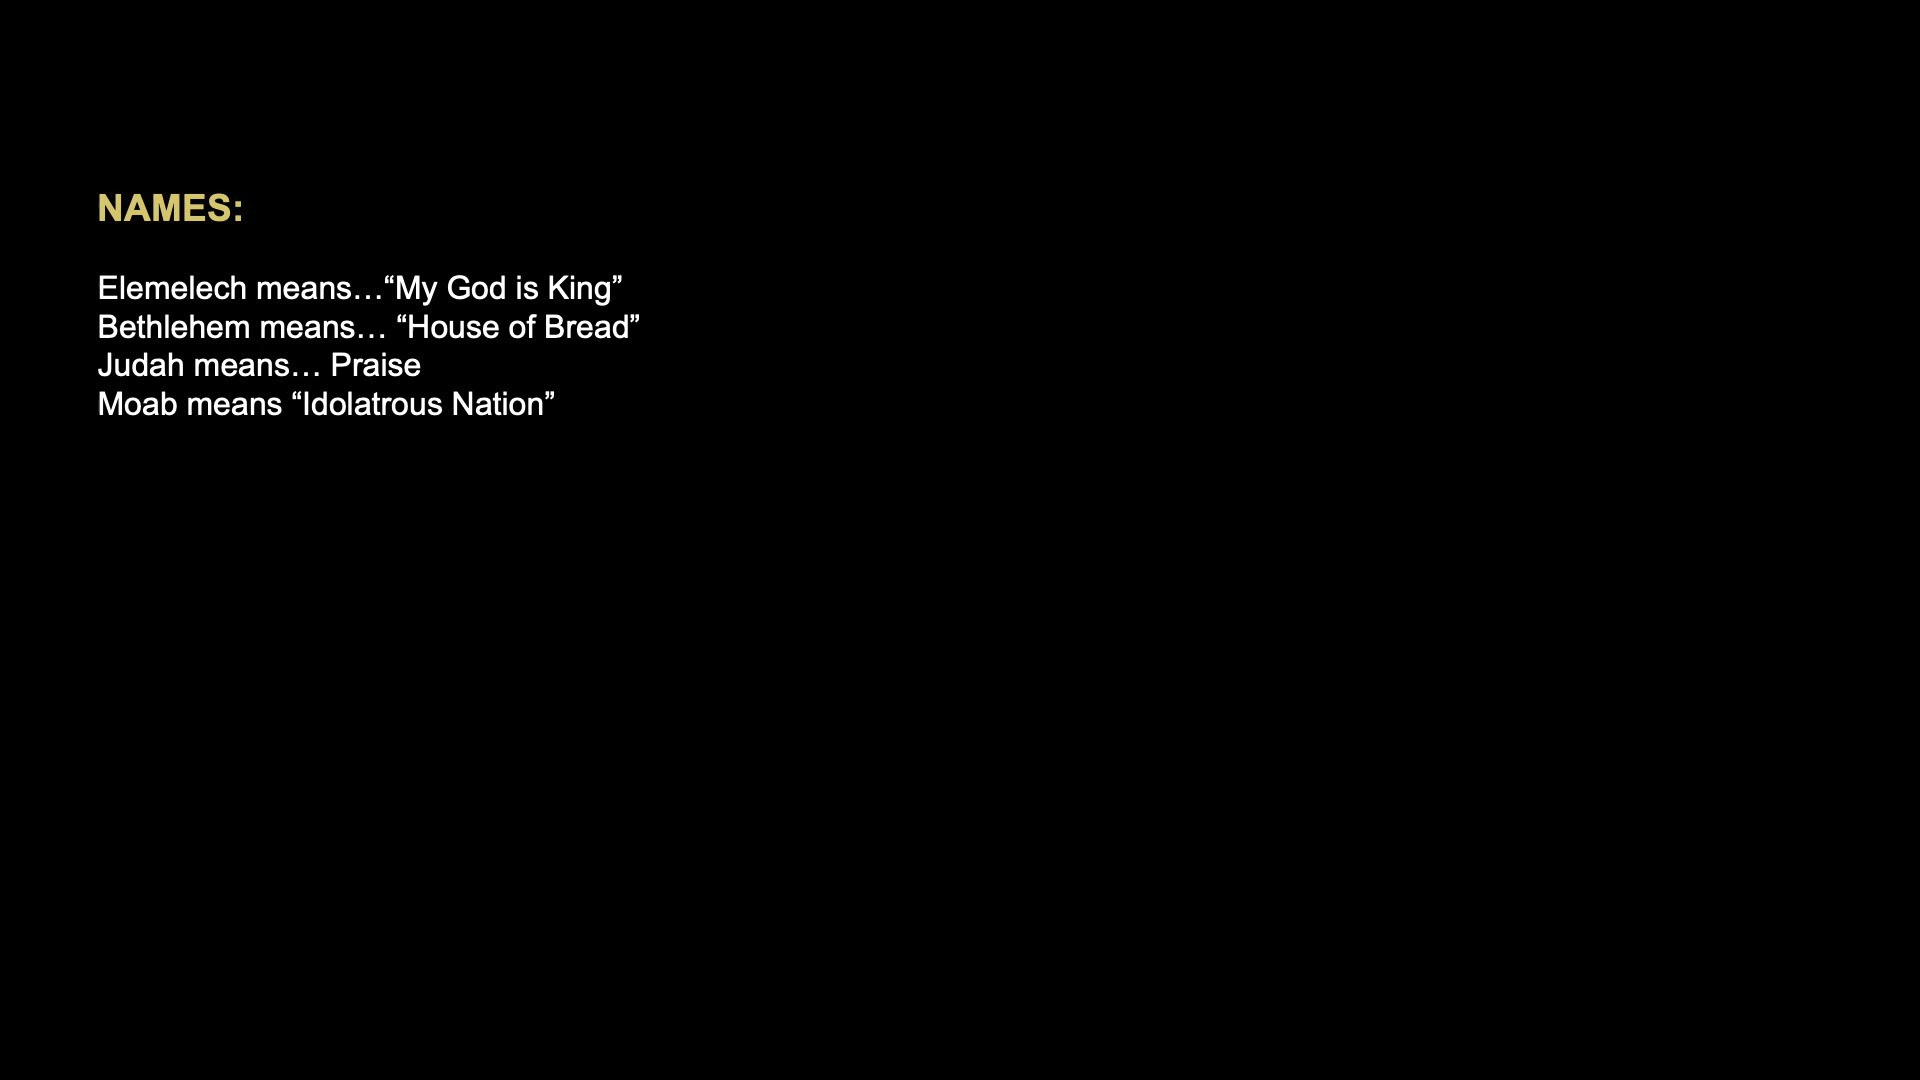 NAMES:
Elemelech means…“My God is King”
Bethlehem means… “House of Bread”
Judah means… Praise
Moab means “Idolatrous Nation”